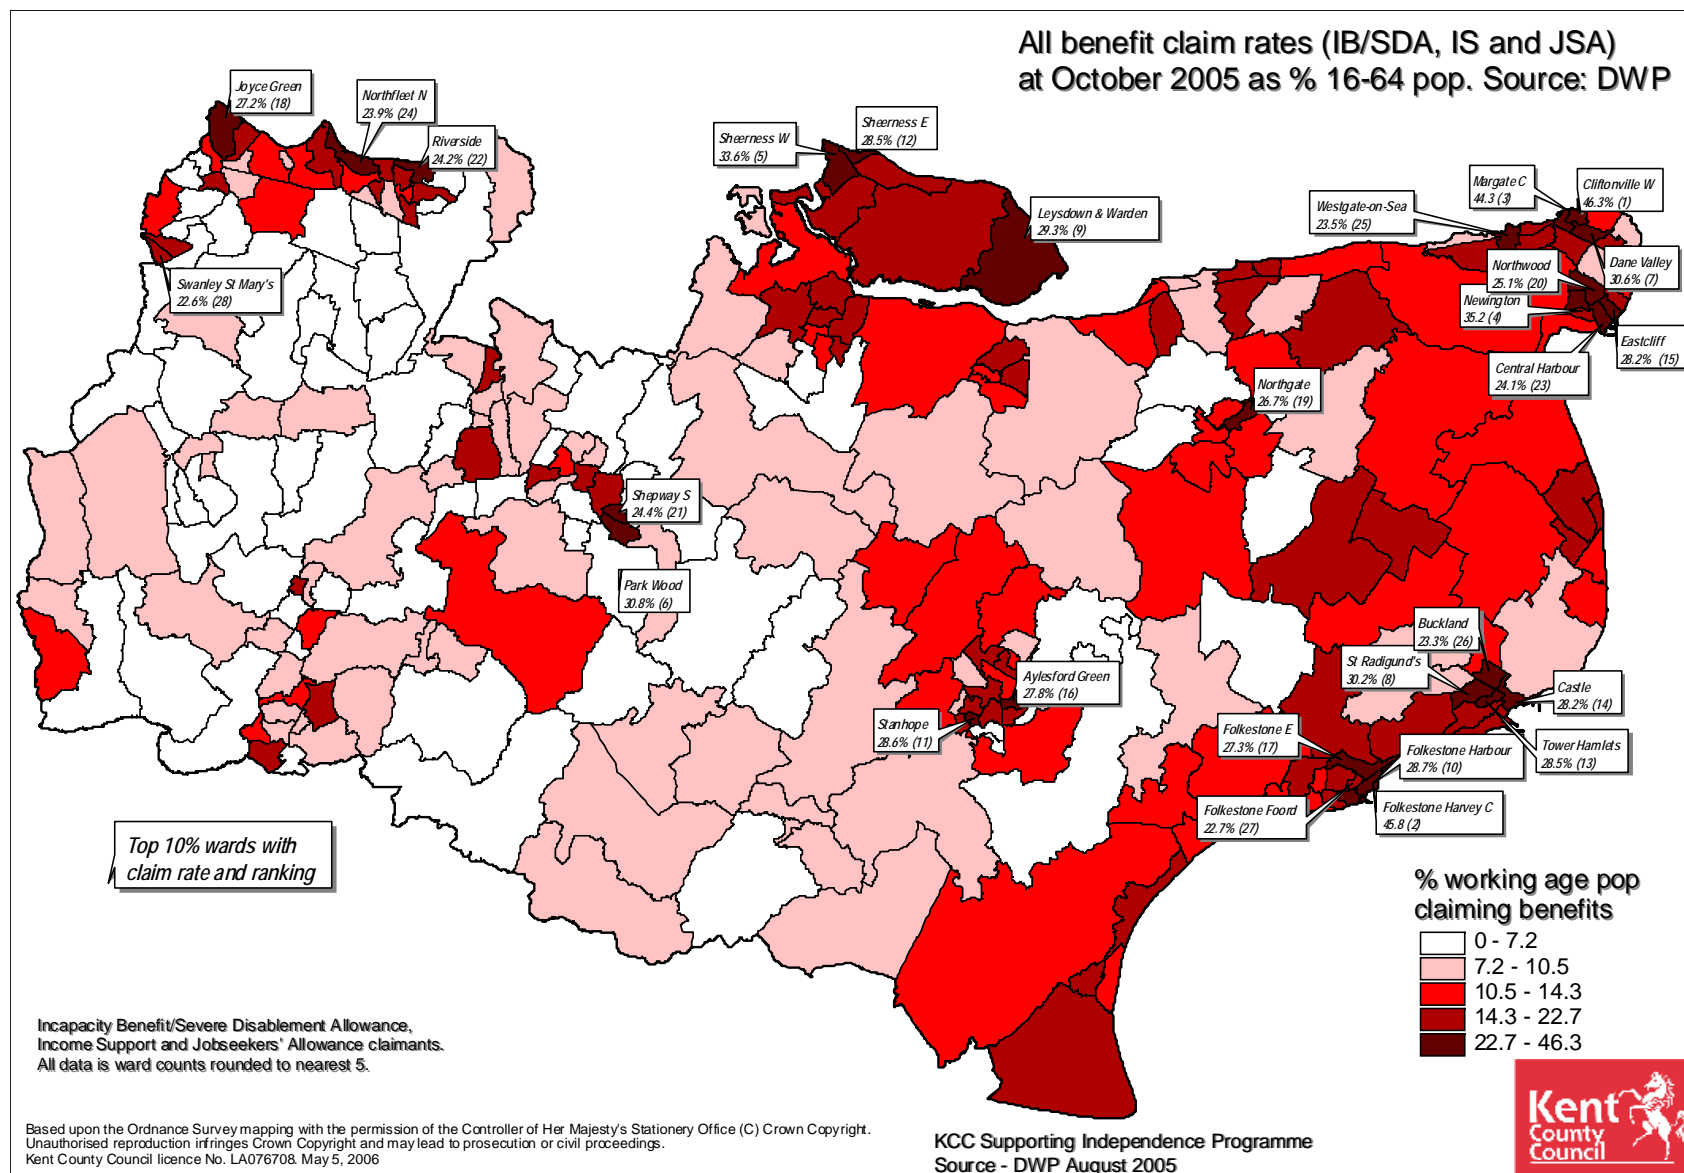 All benefit claim rates (IB/SDA, IS and JSA)
at October 2005 as % 16-64 pop. Source: DWP
Joyce Green
27.2% (18)
Northfleet N
23.9% (24)
Riverside
24.2% (22)
Swanley St Mary's
22.6% (28)
Sheerness W
33.6% (5)
Sheerness E
28.5% (12)
Leysdown & Warden
29.3% (9)
Margate C
44.3 (3)
Cliftonville W
46.3% (1)
Westgate-on-Sea
23.5% (25)
Dane Valley
30.6% (7)
Northwood
25.1% (20)
Newington
35.2 (4)
Eastcliff
28.2% (15)
Central Harbour
24.1% (23)
Northgate
26.7% (19)
Shepway S
24.4% (21)
Park Wood
30.8% (6)
Buckland
23.3% (26)
St Radigund's
30.2% (8)
Castle
28.2% (14)
Aylesford Green
27.8% (16)
Stanhope
28.6% (11)
Folkestone E
27.3% (17)
Folkestone Harbour
28.7% (10)
Tower Hamlets
28.5% (13)
Folkestone Foord
22.7% (27)
Folkestone Harvey C
45.8 (2)
Top 10% wards with
claim rate and ranking
% working age pop
claiming benefits
0 - 7.2
7.2 - 10.5
10.5 - 14.3
14.3 - 22.7
22.7 - 46.3
Incapacity Benefit/Severe Disablement Allowance,
Income Support and Jobseekers' Allowance claimants.
All data is ward counts rounded to nearest 5.
Based upon the Ordnance Survey mapping with the permission of the Controller of Her Majesty's Stationery Office (C) Crown Copyright.
Unauthorised reproduction infringes Crown Copyright and may lead to prosecution or civil proceedings.
Kent County Council licence No. LA076708. May 5, 2006
KCC Supporting Independence Programme
Source - DWP August 2005
Kent
County
Council